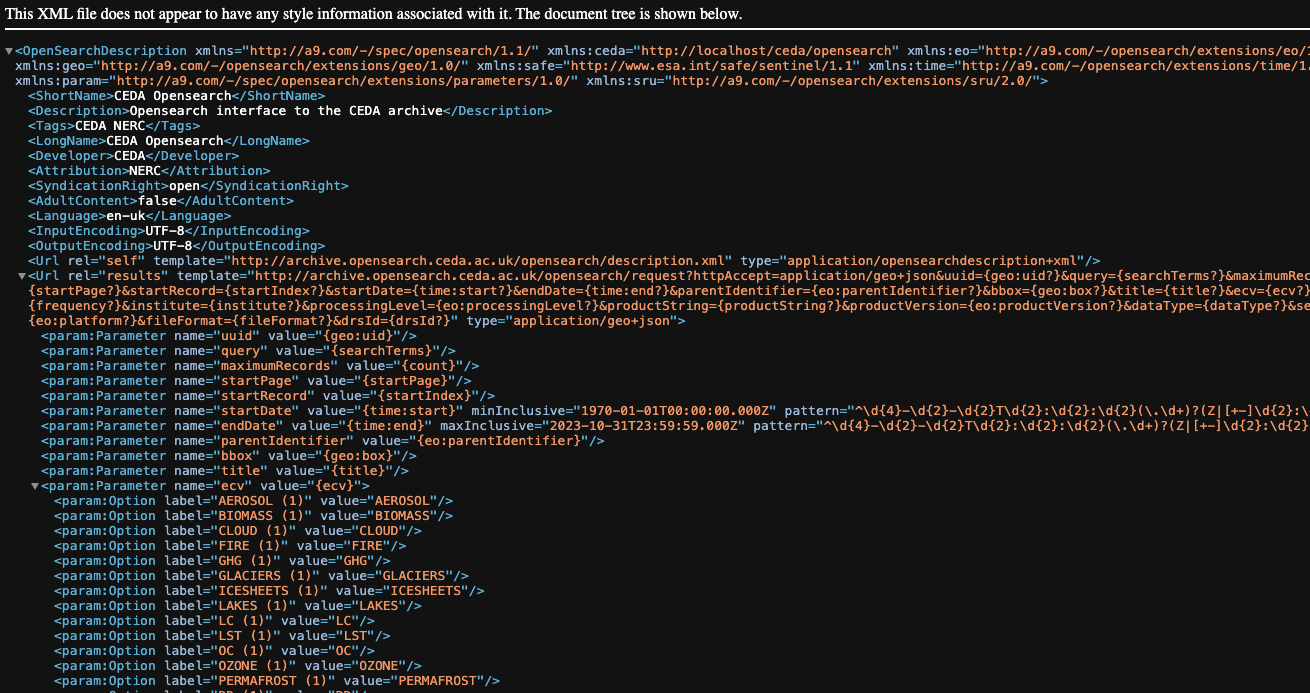 This XML file does not appear to have any style information associated with it. The document tree is shown below.
▼<OpenSearchDescription xmlns="http://a9.com/-/spec/opensearch/1.1/" xmlns:ceda="http://localhost/ceda/opensearch" xmlns:eo="http://a9.com/-/opensearch/extensions/eo/1
xmlns:geo="http://a9.com/-/opensearch/extensions/geo/1.0/" xmlns:safe="http://www.esa.int/safe/sentinel/1.1" xmlns:time="http://a9.com/-/opensearch/extensions/time/1.
xmlns:param="http://a9.com/-/spec/opensearch/extensions/parameters/1.0/" xmlns:sru="http://a9.com/-/opensearch/extensions/sru/2.0/">
<ShortName>CEDA Opensearch</ShortName>
<Description>Opensearch interface to the CEDA archive</Description>
<Tags>CEDA NERC</Tags>
<LongName>CEDA Opensearch</LongName>
<Developer>CEDA</Developer>
<Attribution>NERC</Attribution>
<SyndicationRight>open</SyndicationRight>
<AdultContent>false</AdultContent>
<Language>en-uk</Language>
<InputEncoding>UTF-8</InputEncoding>
<OutputEncoding>UTF-8</OutputEncoding>
<Url rel="self" template="http://archive.opensearch.ceda.ac.uk/opensearch/description.xml" type="application/opensearchdescription+xml"/>
▼<Url rel="results" template="http://archive.opensearch.ceda.ac.uk/opensearch/request?httpAccept=application/geo+json&uuid={geo:uid?}&query={searchTerms?}&maximumRec
{startPage?}&startRecord={startIndex?}&startDate={time:start?}&endDate={time:end?}&parentIdentifier={eo:parentIdentifier?}&bbox={geo:box?}&title={title?}&ecv={ecv?}
{frequency?}&institute={institute?}&processingLevel={eo:processingLevel?}&productString={productString?}&productVersion={eo:productVersion?}&dataType={dataType?}&se
{eo:platform?}&fileFormat={fileFormat?}&drsId={drsId?}" type="application/geo+json">
<param:Parameter name="uuid" value="{geo:uid}"/>
<param:Parameter name="query" value="{searchTerms}"/>
<param:Parameter name="maximumRecords" value="{count}"/>
<param:Parameter name="startPage" value="{startPage}"/>
<param:Parameter name="startRecord" value="{startIndex}"/>
<param:Parameter name="startDate" value="{time:start}" minInclusive="1970-01-01T00:00:00.000Z" pattern="^\d{4}-\d{2}-\d{2}T\d{2}:\d{2}:\d{2}(\.\d+)?(Z|[+-]\d{2}:\
<param:Parameter name="endDate" value="{time:end}" maxInclusive="2023-10-31T23:59:59.000Z" pattern="^\d{4}-\d{2}-\d{2}T\d{2}:\d{2}:\d{2}(\.\d+)?(Z|[+-]\d{2}:\d{2}
<param:Parameter name="parentIdentifier" value="{eo:parentIdentifier}"/>
<param:Parameter name="bbox" value="{geo:box}"/>
<param:Parameter name="title" value="{title}"/>
▼<param:Parameter name="ecv" value="{ecv}">
<param:Option label="AEROSOL (1)" value="AEROSOL"/>
<param:Option label="BIOMASS (1)" value="BIOMASS"/>
<param:Option label="CLOUD (1)" value="CLOUD"/>
<param:Option label="FIRE (1)" value="FIRE"/>
<param:Option label="GHG (1)" value="GHG"/>
<param:Option label="GLACIERS (1)" value="GLACIERS"/>
<param:Option label="ICESHEETS (1)" value="ICESHEETS"/>
<param:Option label="LAKES (1)" value="LAKES"/>
<param:Option label="LC (1)" value="LC"/>
<param:Option label="LST (1)" value="LST"/>
<param:Option label="OC (1)" value="OC"/>
<param:Option label="OZONE (1)" value="OZONE"/>
<param:Option label="PERMAFROST (1)" value="PERMAFROST"/>